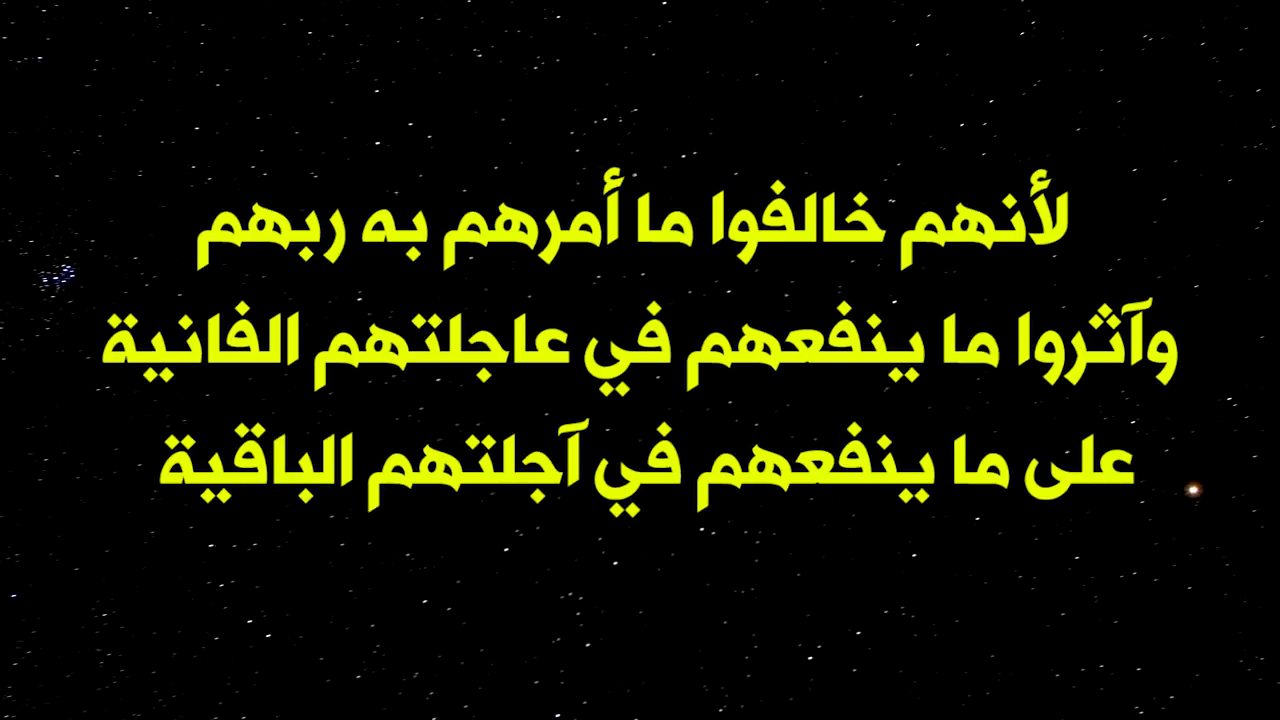 لأنهم خالفوا ما أمرهم به ربهم
وآثروا ما ينفعهم في عاجلتهم الفانية
على ما ينفعهم في آجلتهم الباقية